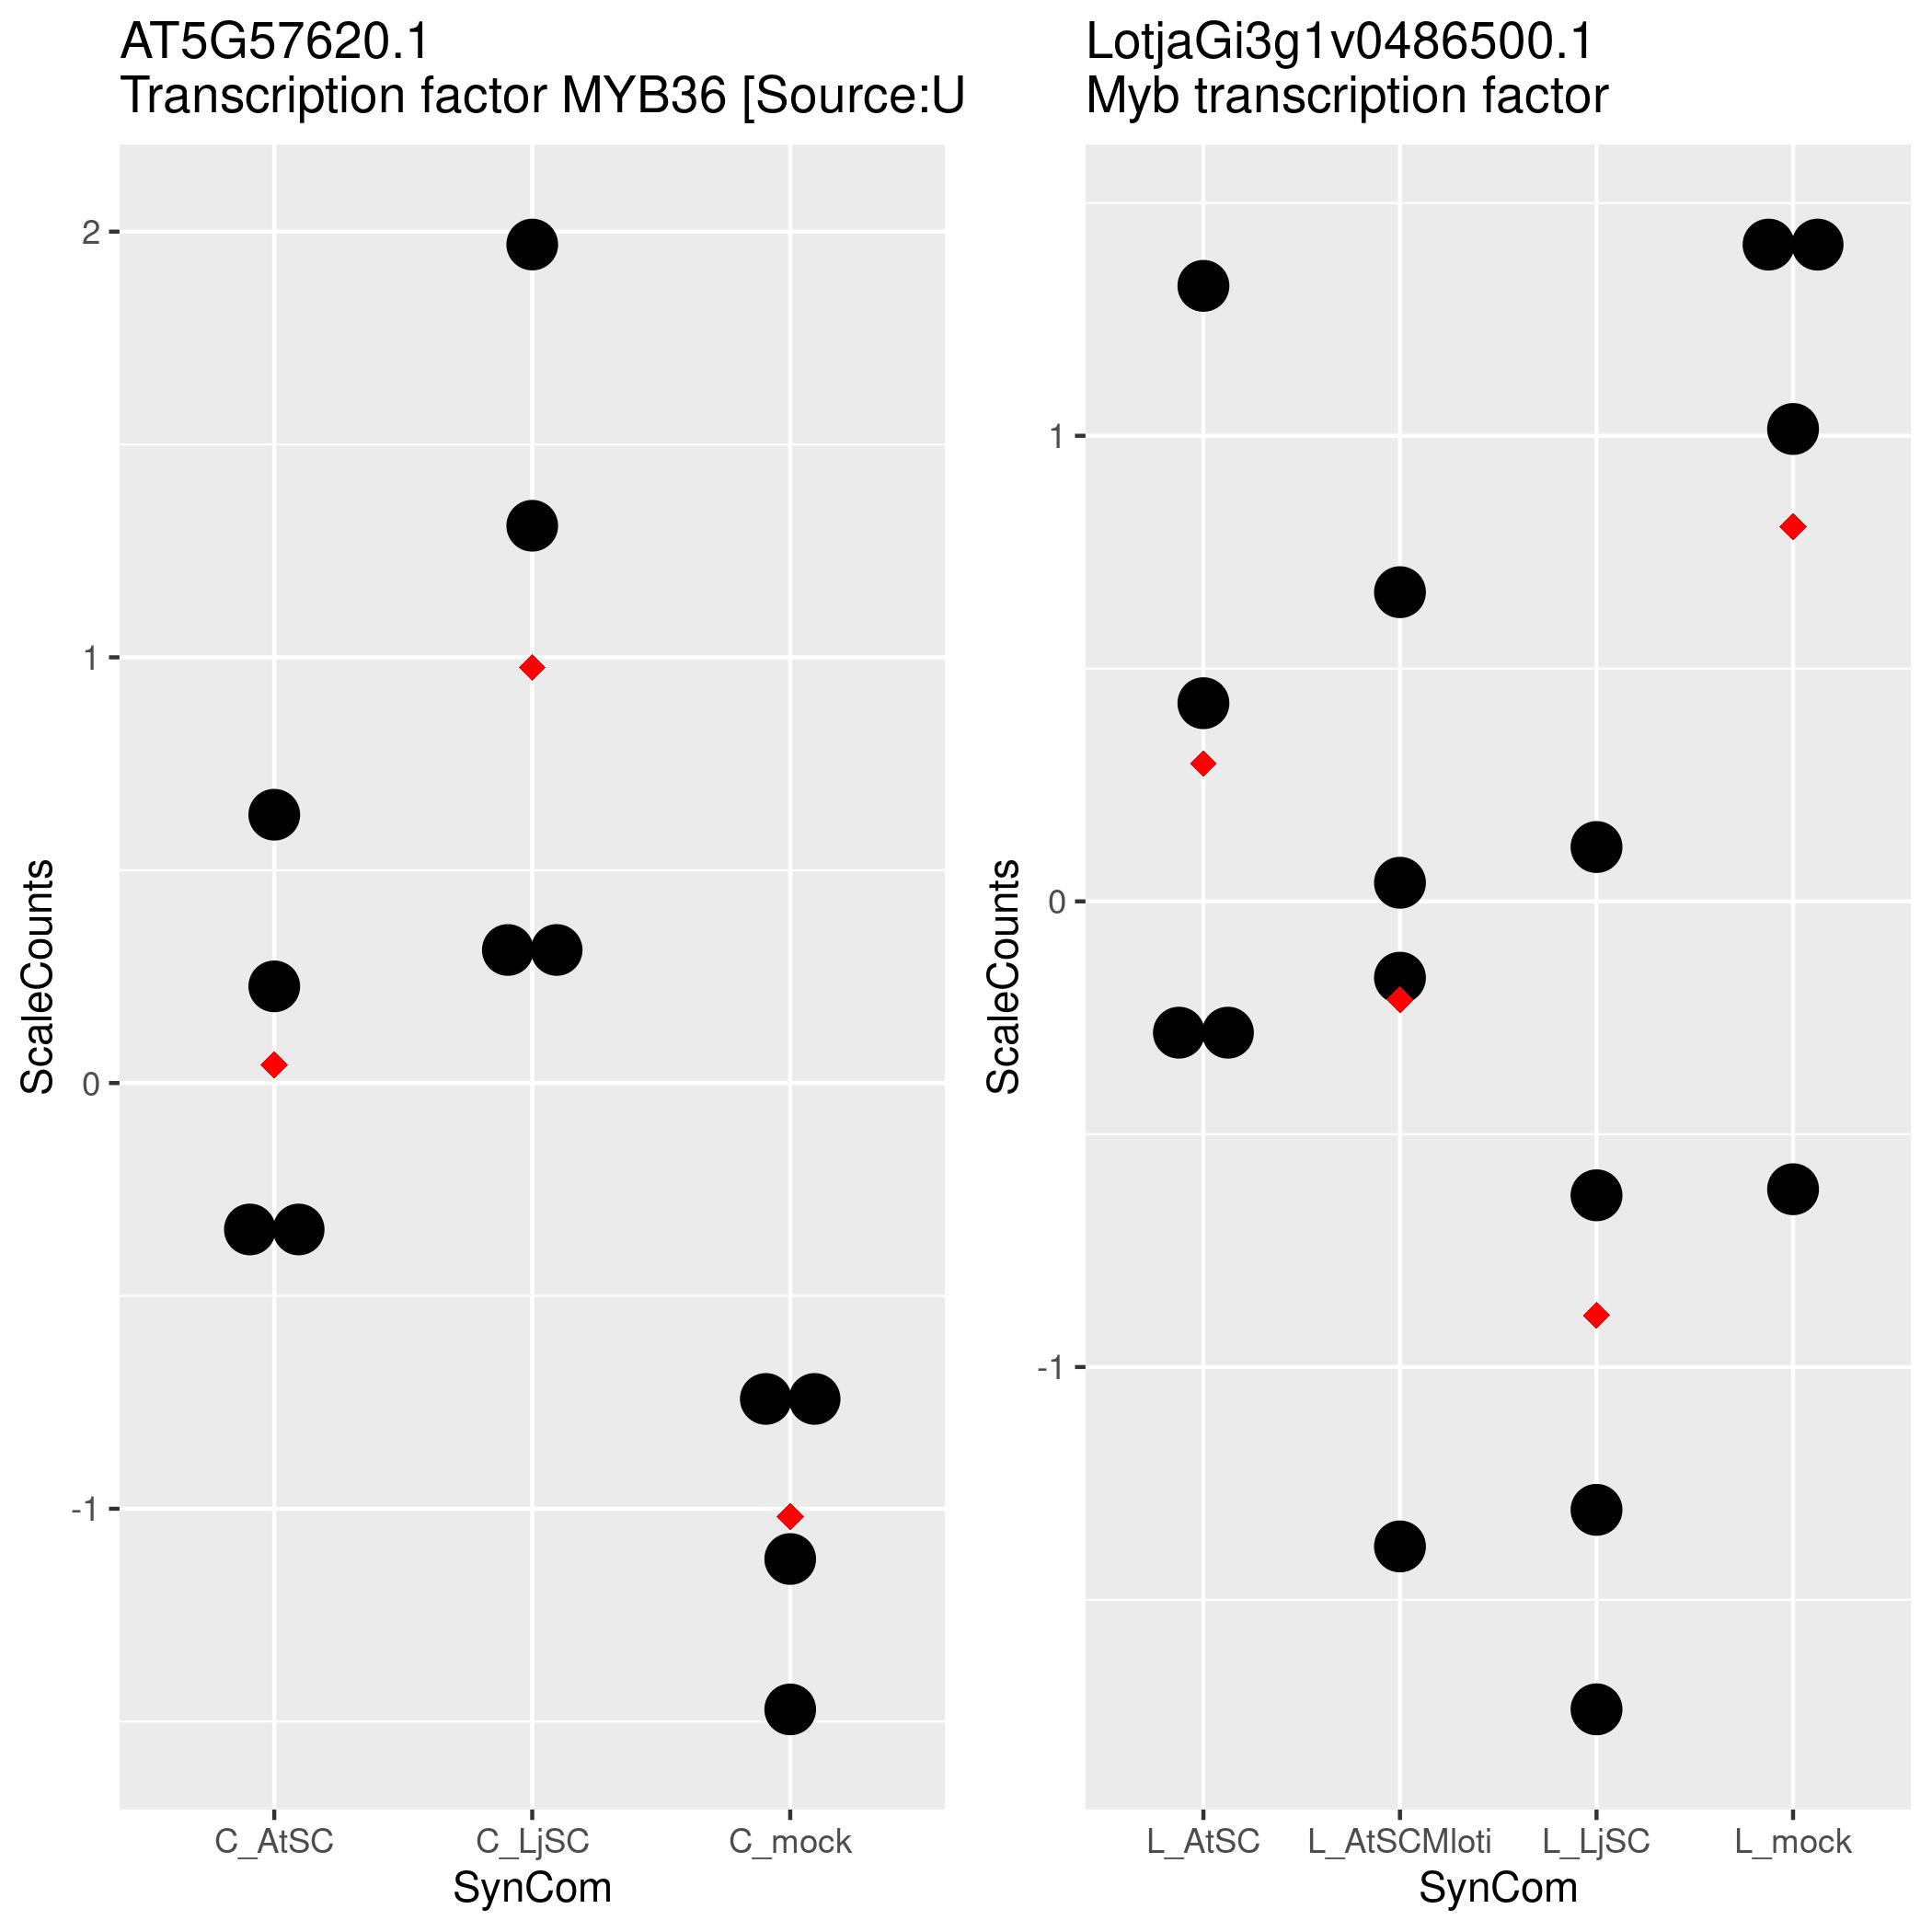 AT5G57620.1
Transcription factor MYB36 [Source:U
ScaleCounts
2
1
0
-1
C_AtSC C_LjSC C_mock
SynCom
LotjaGi3g1v0486500.1
Myb transcription factor
ScaleCounts
1
0
-1
L_AtSC L_AtSCMloti L_LjSC L_mock
SynCom